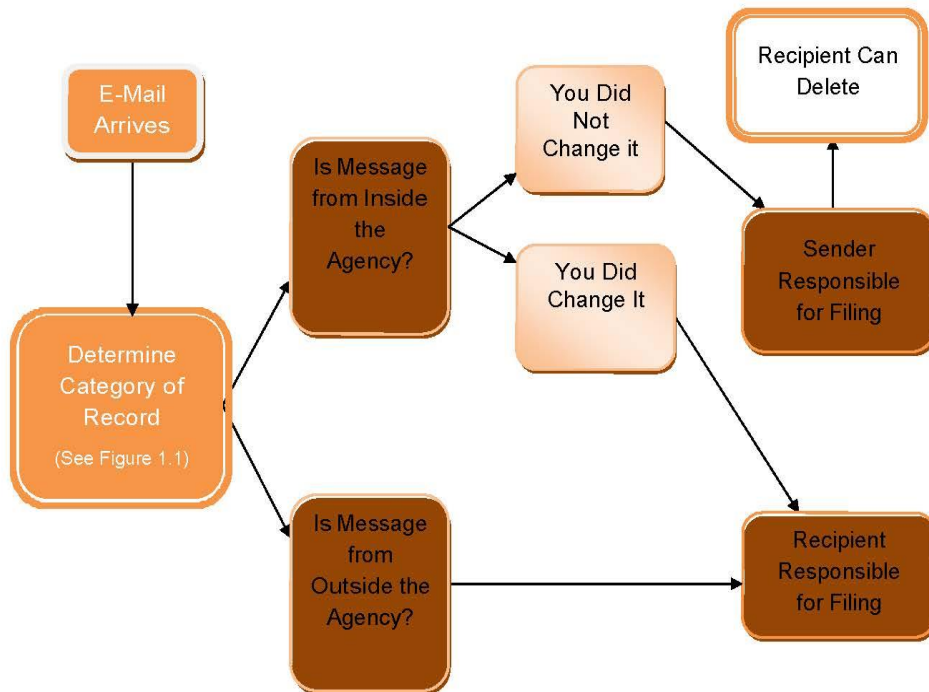 E-Mail
Arrives
Determine
Category of
Record
(See Figure 1.1)
Is Message
from Inside
the
Agency?
Is Message
from
Outside the
Agency?
You Did
Not
Change it
You Did
Change It
Recipient Can
Delete
Sender
Responsible
for Filing
Recipient
Responsible
for Filing